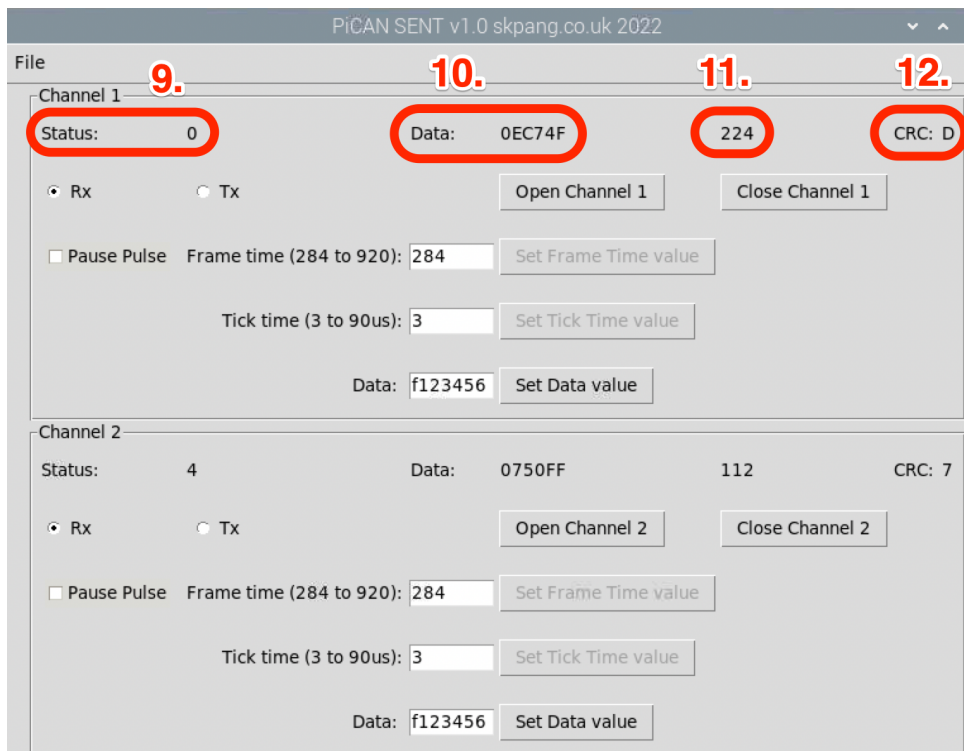 PiCAN SENT v1.0 skpang.co.uk 2022
File
9. 10. 11. 12.
Channel 1
Status: 0 Data: 0EC74F 224 CRC: D
Rx Tx Open Channel 1 Close Channel 1
Pause Pulse Frame time (284 to 920): 284 Set Frame Time value
Tick time (3 to 90us): 3 Set Tick Time value
Data: f123456 Set Data value
Channel 2
Status: 4 Data: 0750FF 112 CRC: 7
Rx Tx Open Channel 2 Close Channel 2
Pause Pulse Frame time (284 to 920): 284 Set Frame Time value
Tick time (3 to 90us): 3 Set Tick Time value
Data: f123456 Set Data value